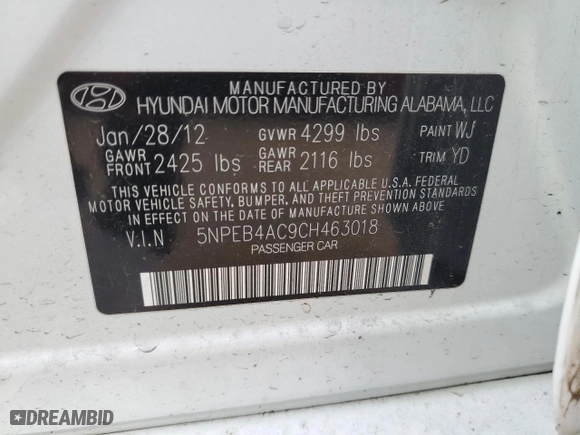 MANUFACTURED BY
HYUNDAI MOTOR MANUFACTURING ALABAMA, LLC
Jan/28/12 GVWR 4299 lbs PAINT WJ
GAWR FRONT 2425 lbs GAWR REAR 2116 lbs TRIM YD
THIS VEHICLE CONFORMS TO ALL APPLICABLE U.S.A. FEDERAL
MOTOR VEHICLE SAFETY, BUMPER, AND THEFT PREVENTION STANDARDS
IN EFFECT ON THE DATE OF MANUFACTURE SHOWN ABOVE.
V.I.N 5NPEB4AC9CH463018
PASSENGER CAR
DREAMBID